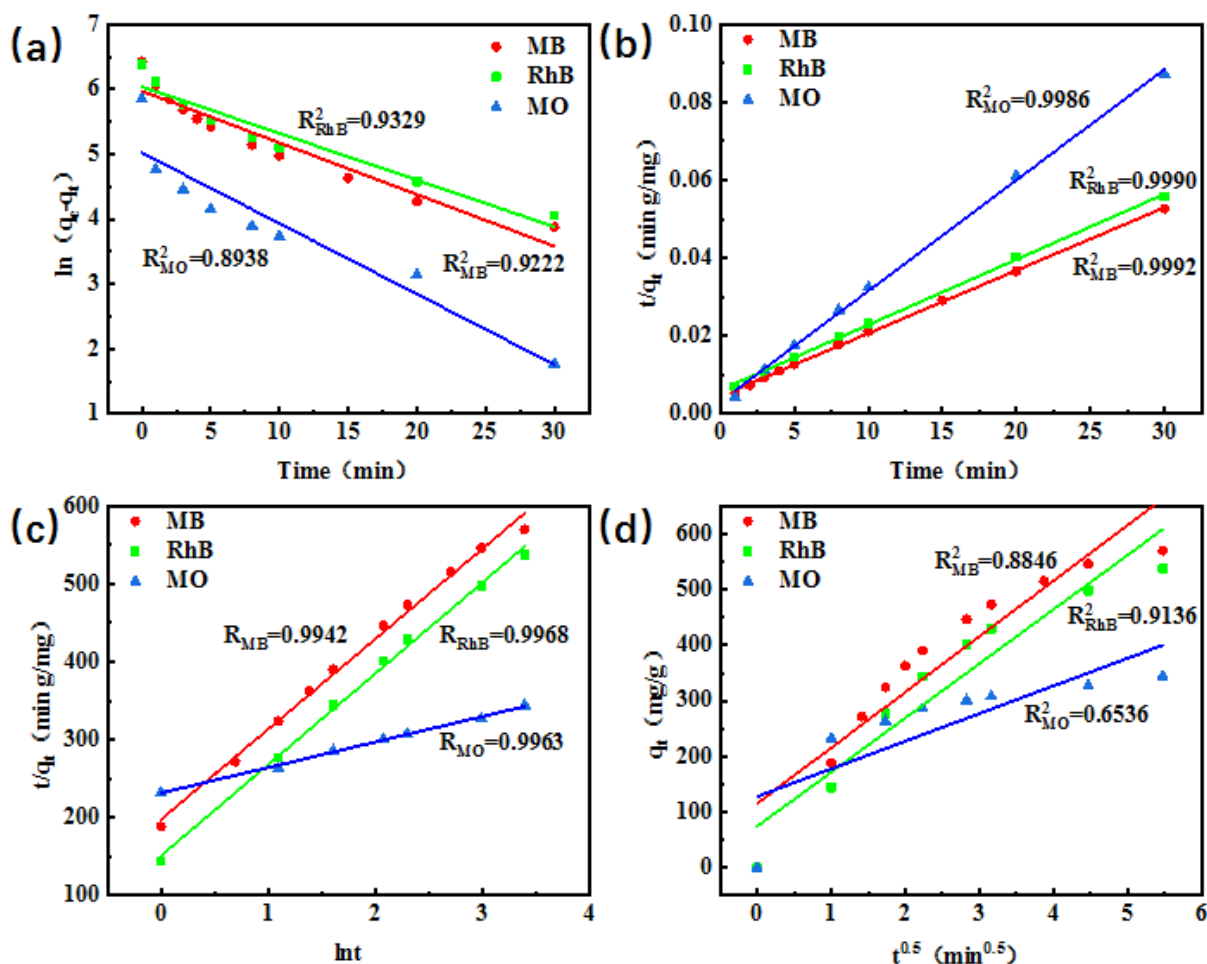 (a)
7
6
5
4
3
2
1
ln（qe-qt）
MB
RhB
MO
R²RhB=0.9329
R²MO=0.8938
R²MB=0.9222
0 5 10 15 20 25 30
Time（min）
(b)
0.10
0.08
0.06
0.04
0.02
0.00
t/qt（min g/mg）
MB
RhB
MO
R²MO=0.9986
R²RhB=0.9990
R²MB=0.9992
0 5 10 15 20 25 30
Time（min）
(c)
600
500
400
300
200
100
t/qt（min g/mg）
MB
RhB
MO
RMB=0.9942
RRhB=0.9968
RMO=0.9963
0 1 2 3 4
lnt
(d)
600
500
400
300
200
100
0
qt（mg/g）
MB
RhB
MO
R²MB=0.8846
R²RhB=0.9136
R²MO=0.6536
0 1 2 3 4 5 6
t⁰·⁵（min⁰·⁵）